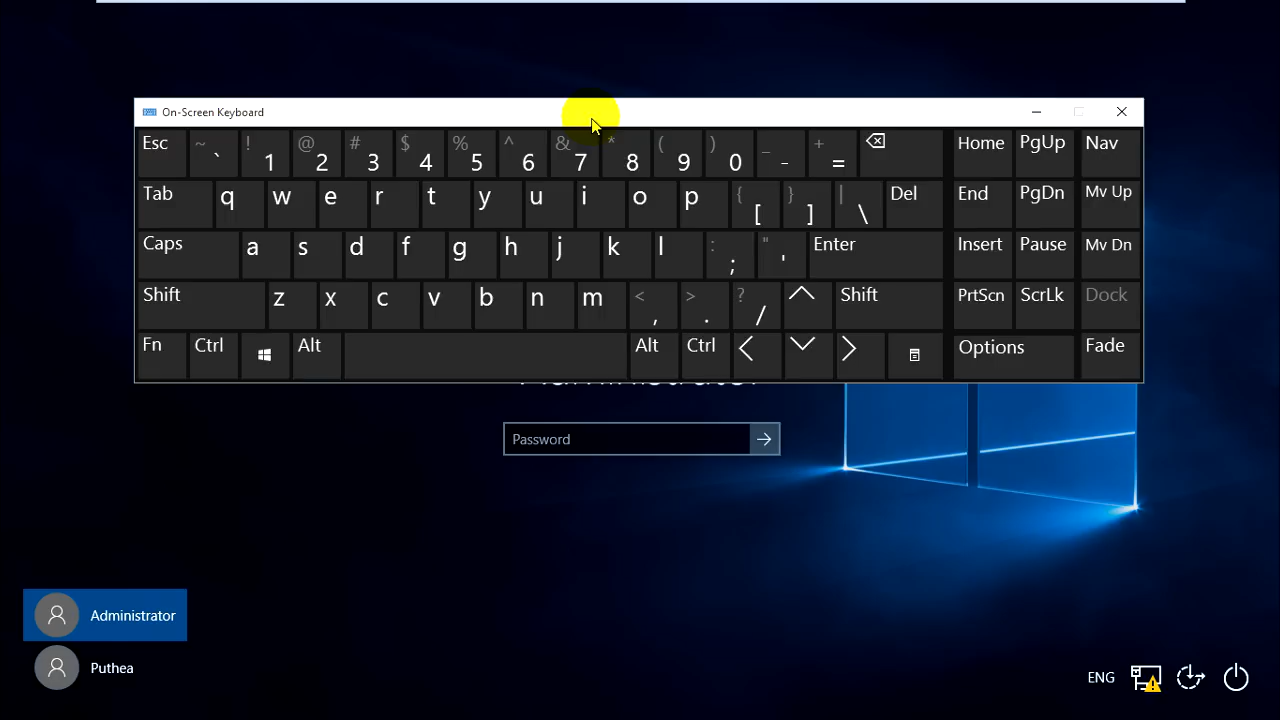 On-Screen Keyboard
Esc ~ ` ! 1 @ 2 # 3 $ 4 % 5 ^ 6 & 7 * 8 ( 9 ) 0 _ - + = Home PgUp Nav
Tab q w e r t y u i o p { [ } ] | \ Del End PgDn Mv Up
Caps a s d f g h j k l : ; " ' Enter Insert Pause Mv Dn
Shift z x c v b n m < , > . ? / Shift PrtScn ScrLk Dock
Fn Ctrl Alt Alt Ctrl Options Fade
Administrator
Password
Administrator
Puthea
ENG